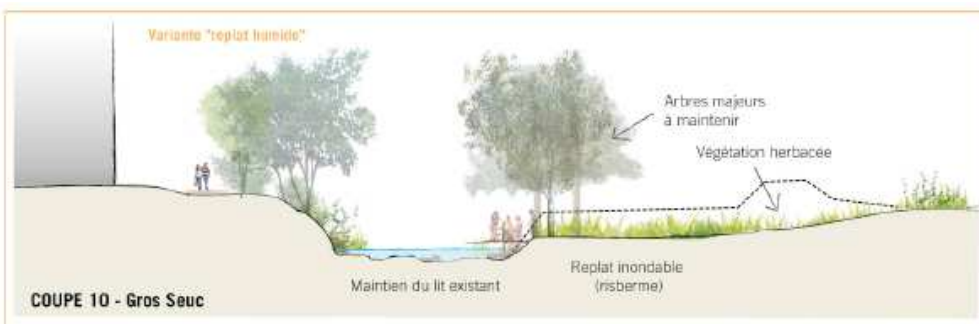 Variante "replat humide"
Arbres majeurs
à maintenir
Végétation herbacée
Replat inondable
(risberme)
Maintien du lit existant
COUPE 10 - Gros Seuc